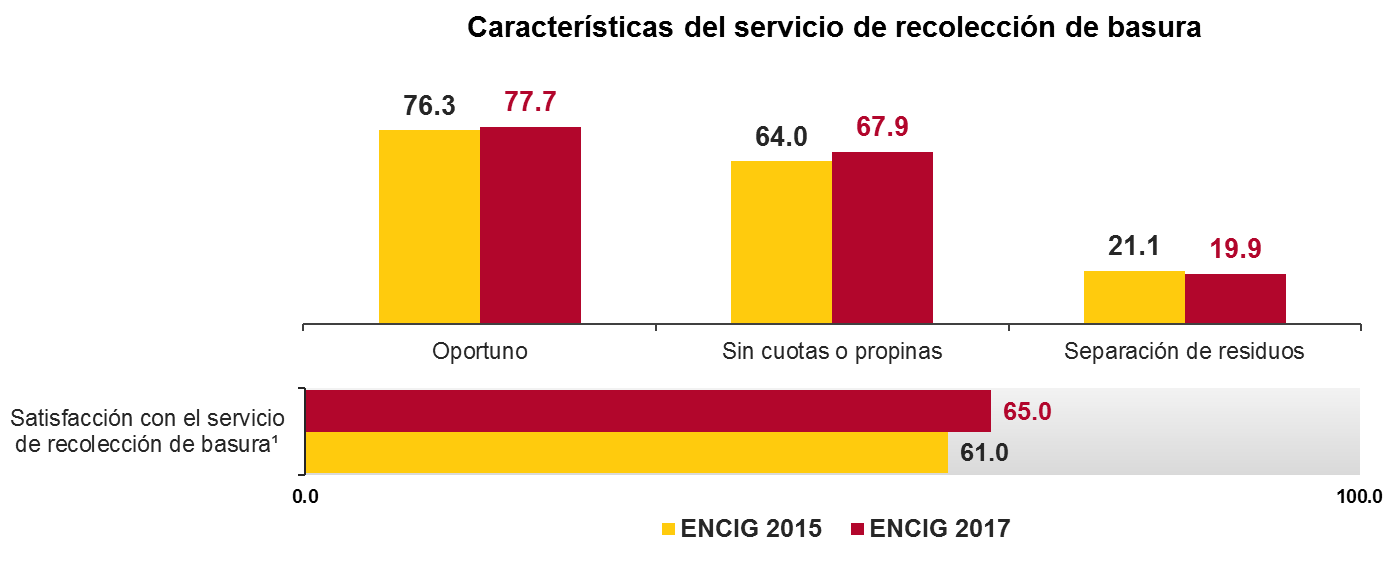 Características del servicio de recolección de basura
76.3
77.7
64.0
67.9
21.1
19.9
Oportuno
Sin cuotas o propinas
Separación de residuos
Satisfacción con el servicio
de recolección de basura¹
65.0
61.0
0.0
100.0
ENCIG 2015
ENCIG 2017